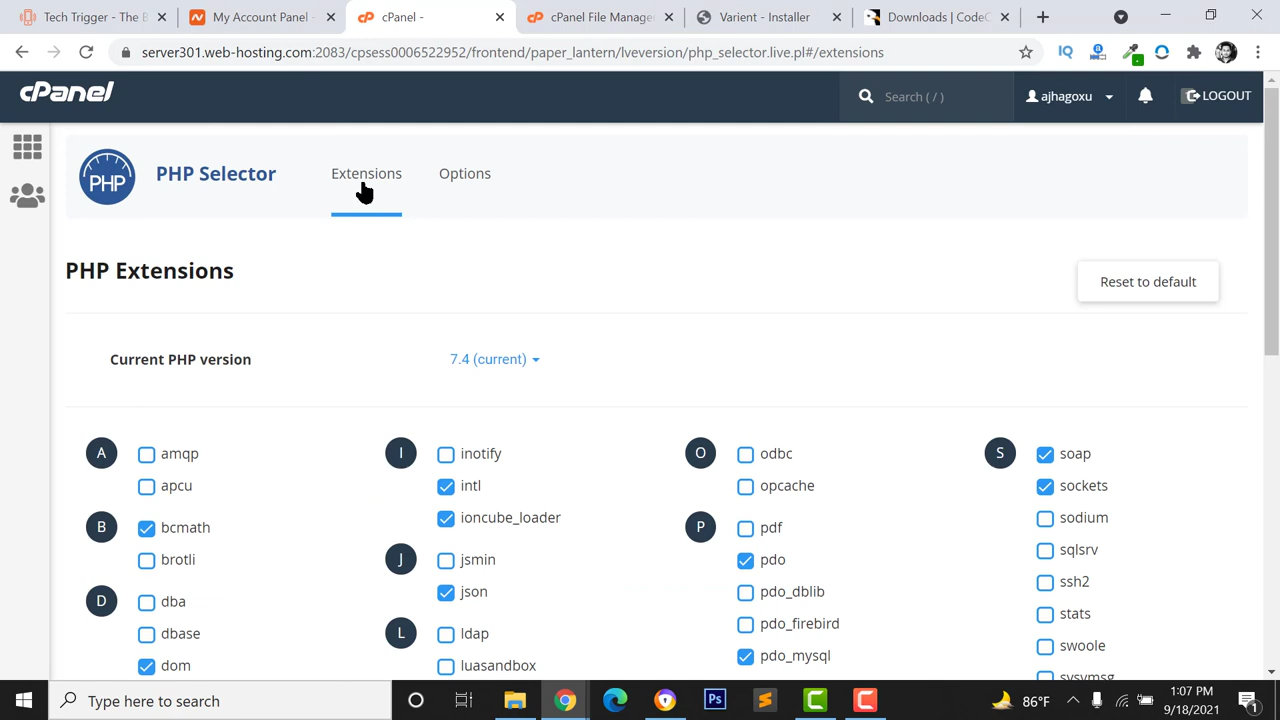 Tech Trigger - The B
My Account Panel -
cPanel -
cPanel File Manage
Varient - Installer
Downloads | CodeC
server301.web-hosting.com:2083/cpsess0006522952/frontend/paper_lantern/lveversion/php_selector.live.pl#/extensions
IQ
cPanel
Search ( / )
ajhagoxu
LOGOUT
PHP
PHP Selector
Extensions
Options
PHP Extensions
Reset to default
Current PHP version
7.4 (current)
A
amqp
apcu
B
bcmath
brotli
D
dba
dbase
dom
I
inotify
intl
ioncube_loader
J
jsmin
json
L
ldap
luasandbox
O
odbc
opcache
P
pdf
pdo
pdo_dblib
pdo_firebird
pdo_mysql
S
soap
sockets
sodium
sqlsrv
ssh2
stats
swoole
sysvmsg
Type here to search
Ps
86°F
1:07 PM
9/18/2021
1